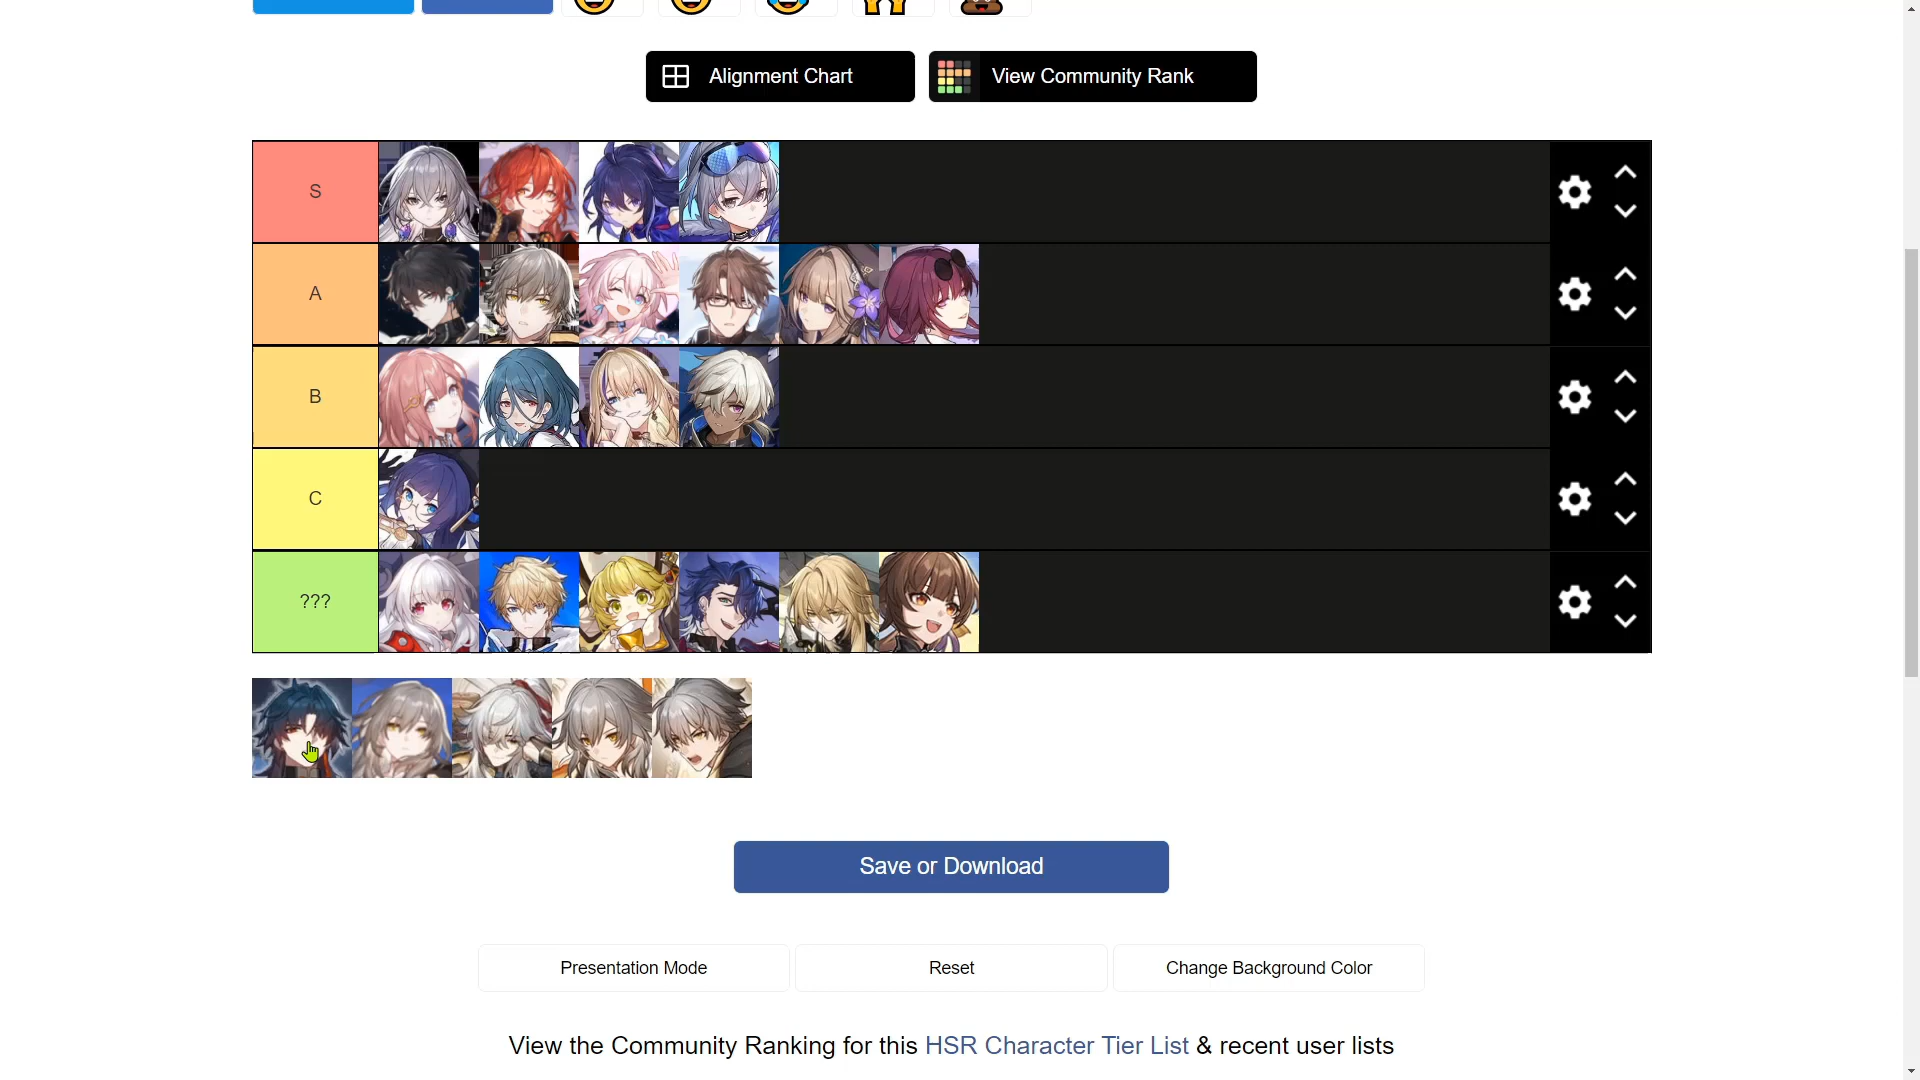 Alignment Chart
View Community Rank
S
A
B
C
???
Save or Download
Presentation Mode
Reset
Change Background Color
View the Community Ranking for this HSR Character Tier List & recent user lists